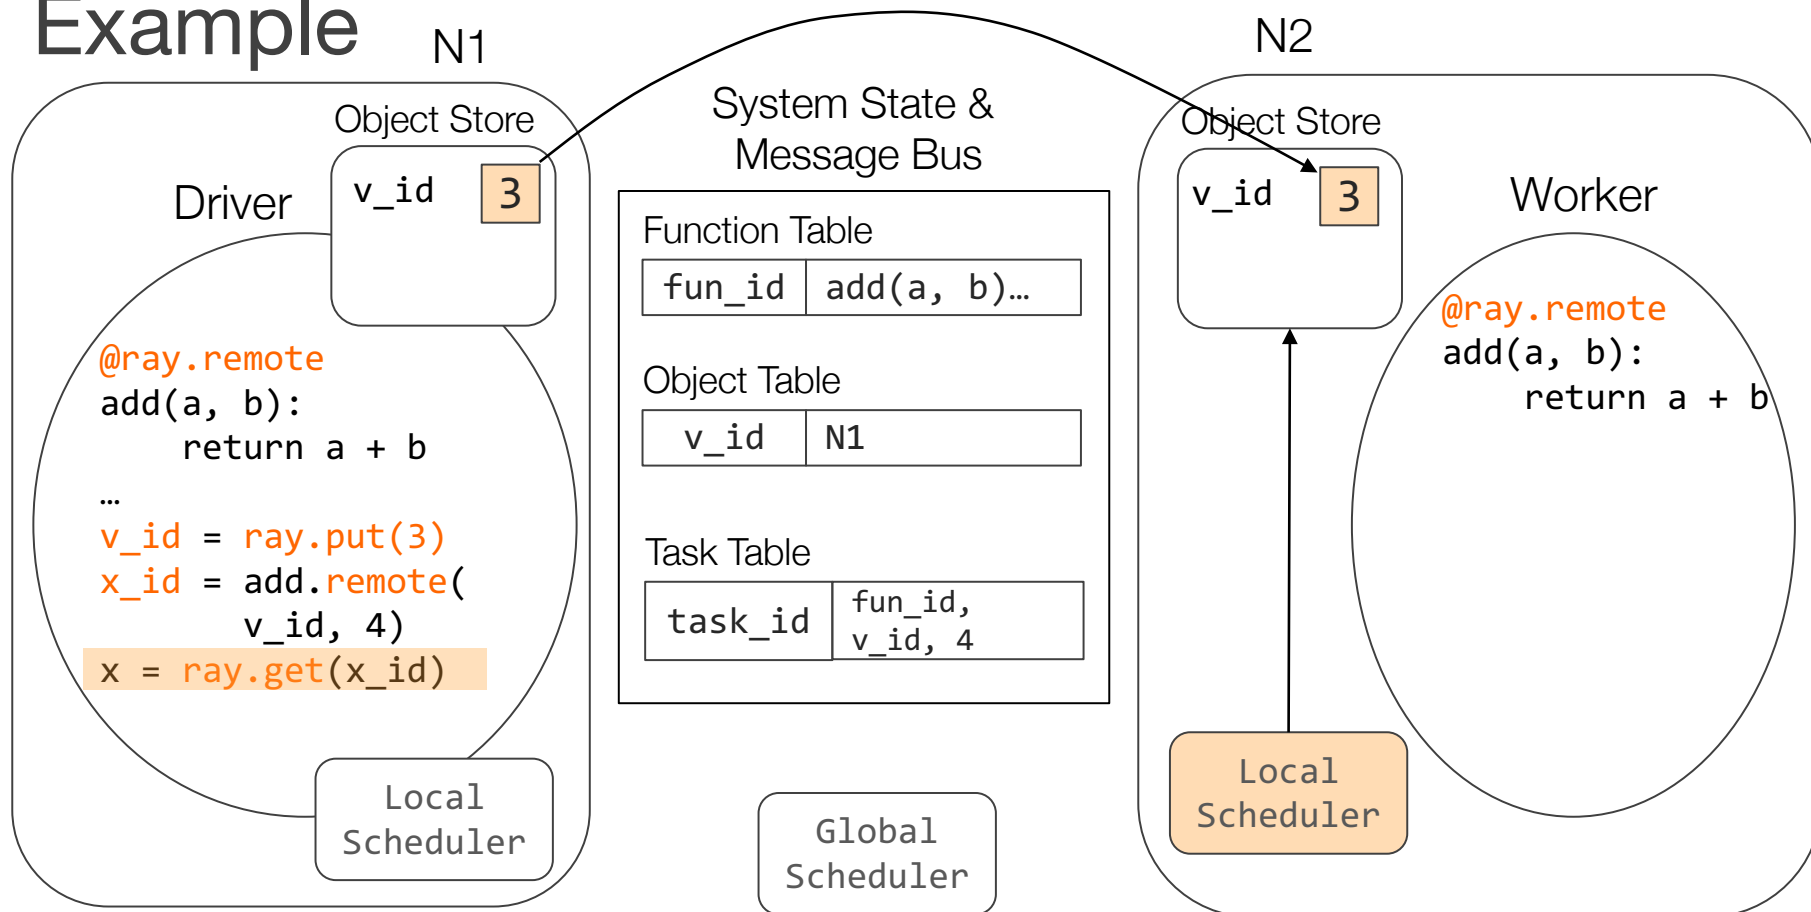 Example
N1
Object Store
v_id 3
Driver
@ray.remote
add(a, b):
    return a + b
…
v_id = ray.put(3)
x_id = add.remote(
       v_id, 4)
x = ray.get(x_id)
Local
Scheduler
System State &
Message Bus
Function Table
fun_id add(a, b)…
Object Table
v_id N1
Task Table
task_id fun_id,
v_id, 4
Global
Scheduler
N2
Object Store
v_id 3
Worker
@ray.remote
add(a, b):
    return a + b
Local
Scheduler